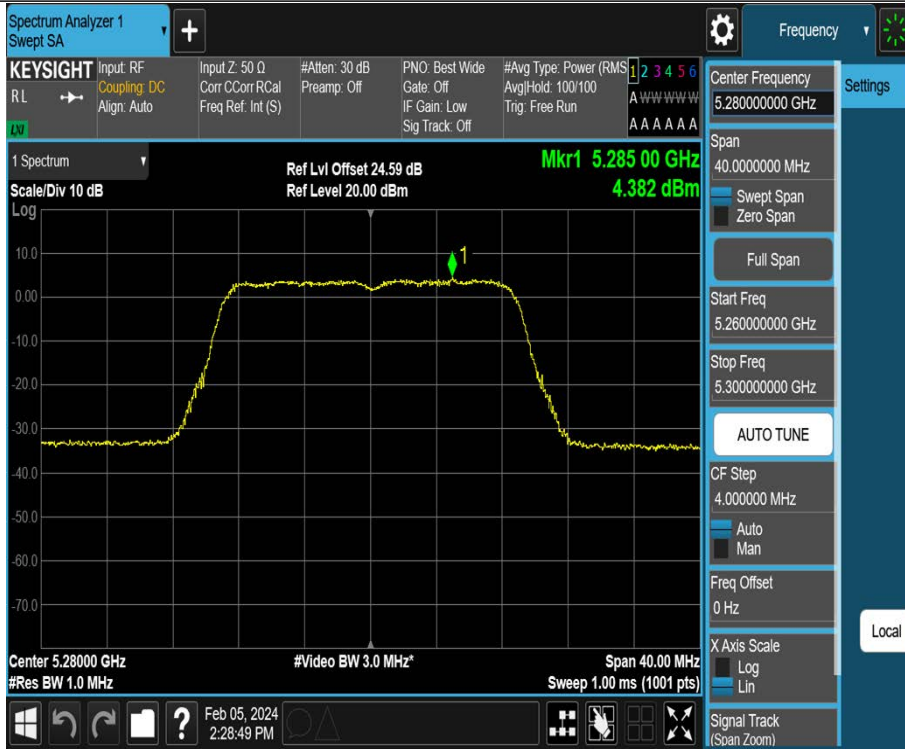 Spectrum Analyzer 1
Swept SA
+
Frequency
KEYSIGHT
RL
LXI
Input: RF
Coupling: DC
Align: Auto
Input Z: 50 Ω
Corr CCorr RCal
Freq Ref: Int (S)
#Atten: 30 dB
Preamp: Off
PNO: Best Wide
Gate: Off
IF Gain: Low
Sig Track: Off
#Avg Type: Power (RMS
Avg|Hold: 100/100
Trig: Free Run
1 2 3 4 5 6
A W W W W W
A A A A A A
1 Spectrum
Scale/Div 10 dB
Log
Ref Lvl Offset 24.59 dB
Ref Level 20.00 dBm
Mkr1 5.285 00 GHz
4.382 dBm
10.0
0.00
-10.0
-20.0
-30.0
-40.0
-50.0
-60.0
-70.0
1
Center 5.28000 GHz
#Res BW 1.0 MHz
#Video BW 3.0 MHz*
Span 40.00 MHz
Sweep 1.00 ms (1001 pts)
?
Feb 05, 2024
2:28:49 PM
Center Frequency
5.280000000 GHz
Span
40.0000000 MHz
Swept Span
Zero Span
Full Span
Start Freq
5.260000000 GHz
Stop Freq
5.300000000 GHz
AUTO TUNE
CF Step
4.000000 MHz
Auto
Man
Freq Offset
0 Hz
X Axis Scale
Log
Lin
Signal Track
(Span Zoom)
Settings
Local